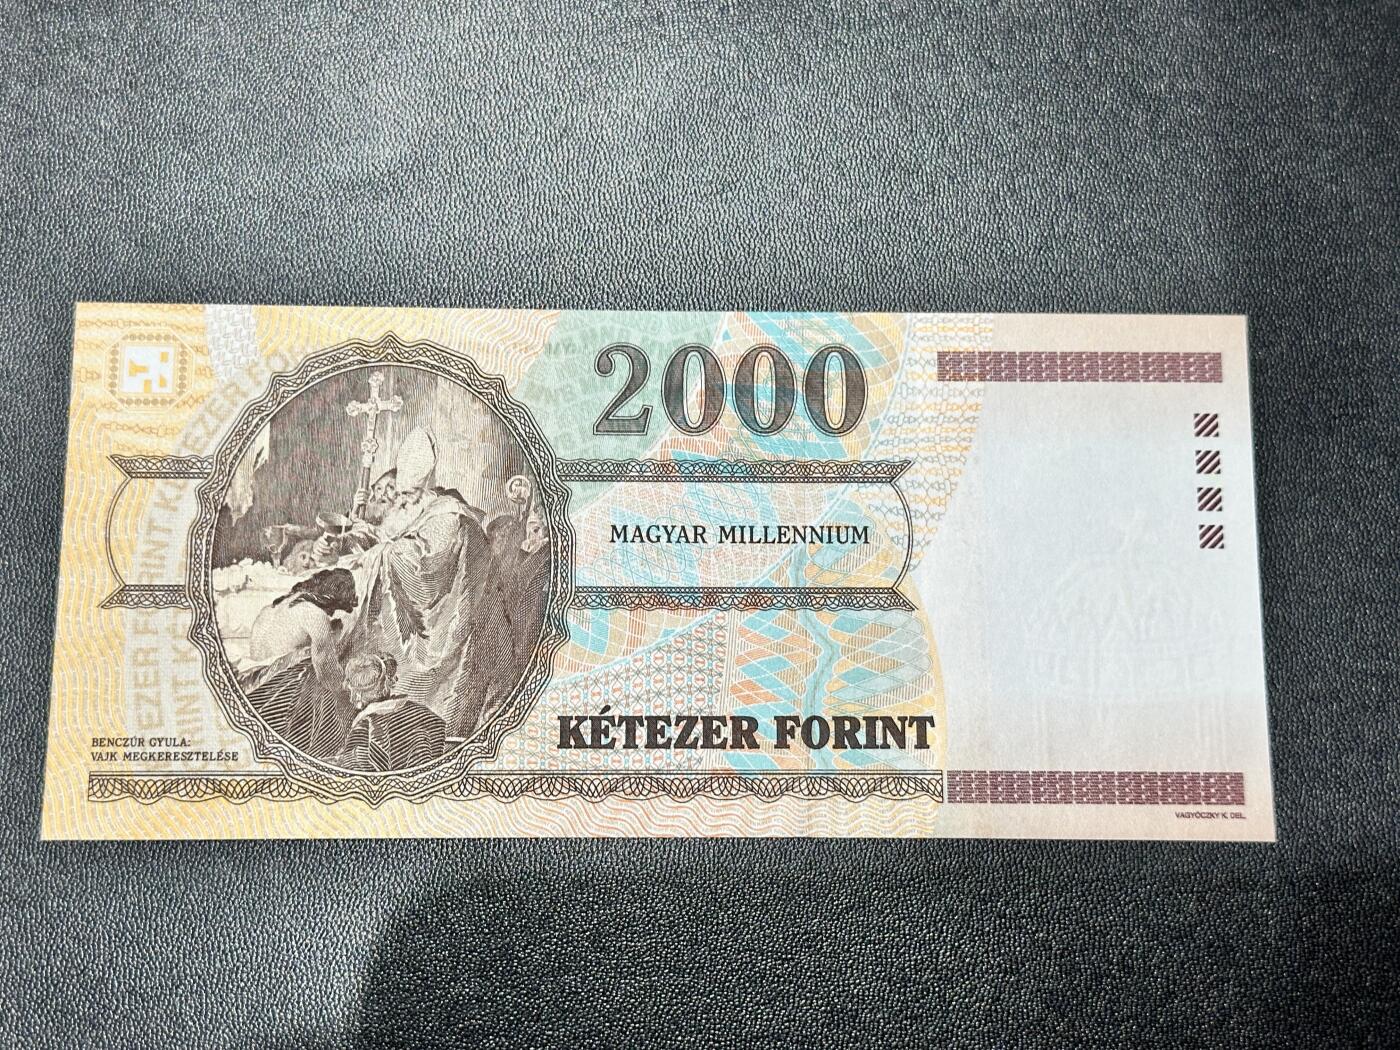 2000
MAGYAR MILLENNIUM
KÉTEZER FORINT
BENCZÚR GYULA:
VAJK MEGKERESZTELÉSE
VAGYÓCZKY K. DEL.